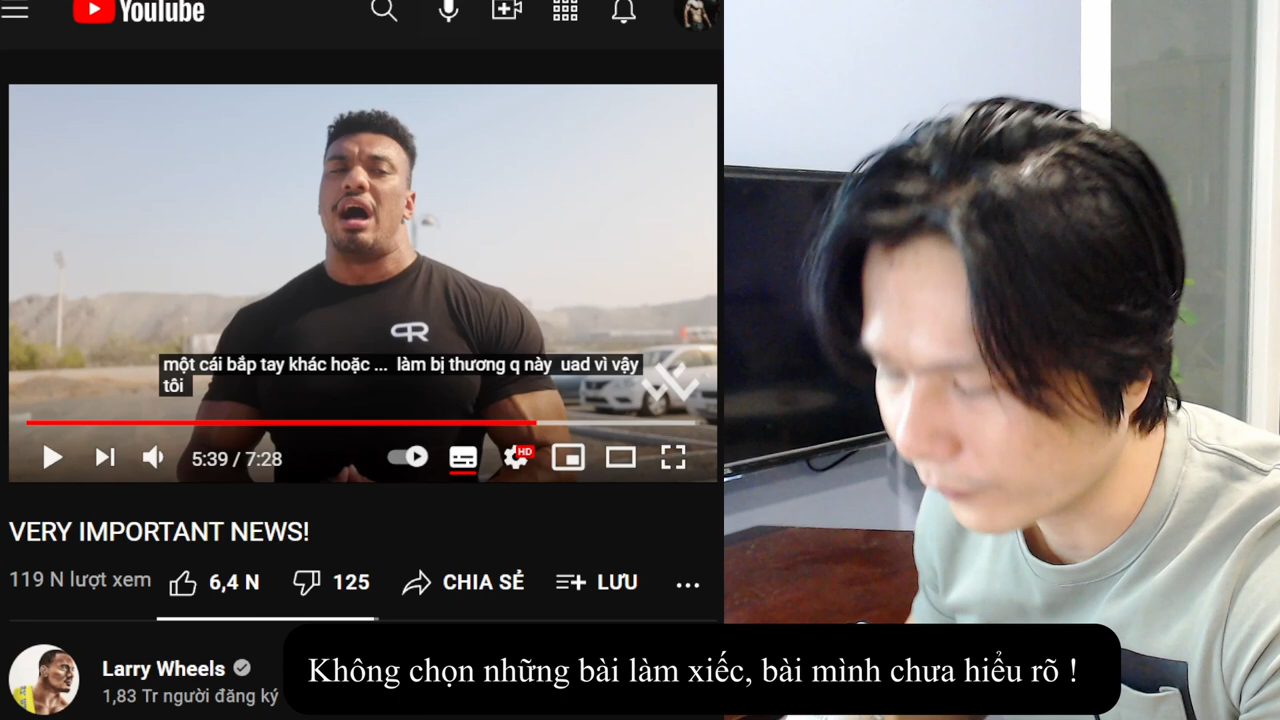 YouTube
PR
một cái bắp tay khác hoặc ... làm bị thương q này uad vì vậy
tôi
5:39 / 7:28
HD
VERY IMPORTANT NEWS!
119 N lượt xem
6,4 N
125
CHIA SẺ
LƯU
Larry Wheels
1,83 Tr người đăng ký
Không chọn những bài làm xiếc, bài mình chưa hiểu rõ !